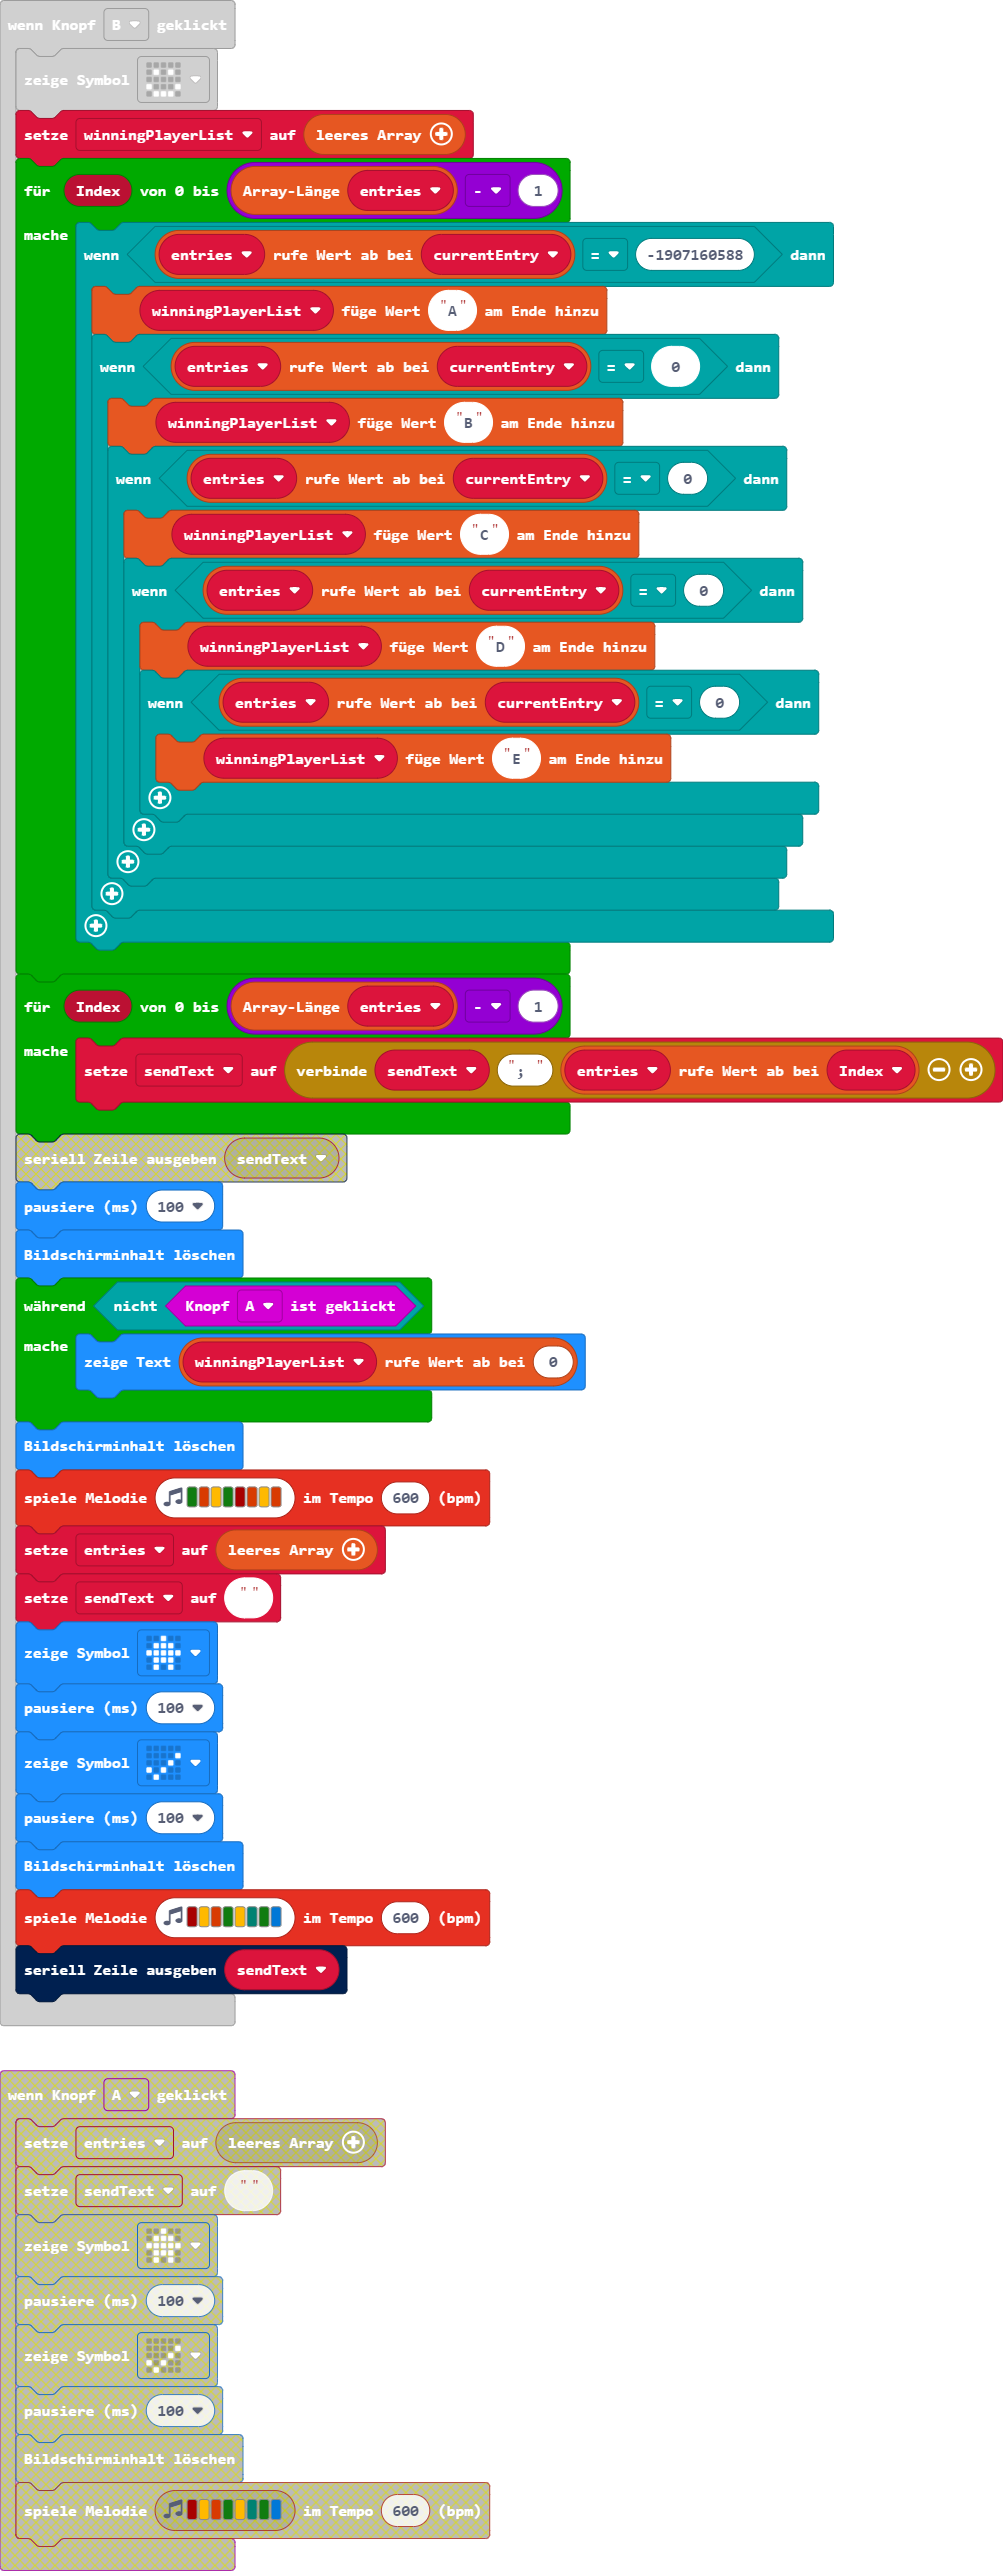 wenn Knopf B geklickt
zeige Symbol
setze winningPlayerList auf leeres Array
für Index von 0 bis Array-Länge entries - 1
mache
wenn entries rufe Wert ab bei currentEntry = -1907160588 dann
winningPlayerList füge Wert "A" am Ende hinzu
wenn entries rufe Wert ab bei currentEntry = 0 dann
winningPlayerList füge Wert "B" am Ende hinzu
wenn entries rufe Wert ab bei currentEntry = 0 dann
winningPlayerList füge Wert "C" am Ende hinzu
wenn entries rufe Wert ab bei currentEntry = 0 dann
winningPlayerList füge Wert "D" am Ende hinzu
wenn entries rufe Wert ab bei currentEntry = 0 dann
winningPlayerList füge Wert "E" am Ende hinzu
für Index von 0 bis Array-Länge entries - 1
mache
setze sendText auf verbinde sendText "; " entries rufe Wert ab bei Index
seriell Zeile ausgeben sendText
pausiere (ms) 100
Bildschirminhalt löschen
während nicht Knopf A ist geklickt
mache
zeige Text winningPlayerList rufe Wert ab bei 0
Bildschirminhalt löschen
spiele Melodie im Tempo 600 (bpm)
setze entries auf leeres Array
setze sendText auf ""
zeige Symbol
pausiere (ms) 100
zeige Symbol
pausiere (ms) 100
Bildschirminhalt löschen
spiele Melodie im Tempo 600 (bpm)
seriell Zeile ausgeben sendText
wenn Knopf A geklickt
setze entries auf leeres Array
setze sendText auf ""
zeige Symbol
pausiere (ms) 100
zeige Symbol
pausiere (ms) 100
Bildschirminhalt löschen
spiele Melodie im Tempo 600 (bpm)